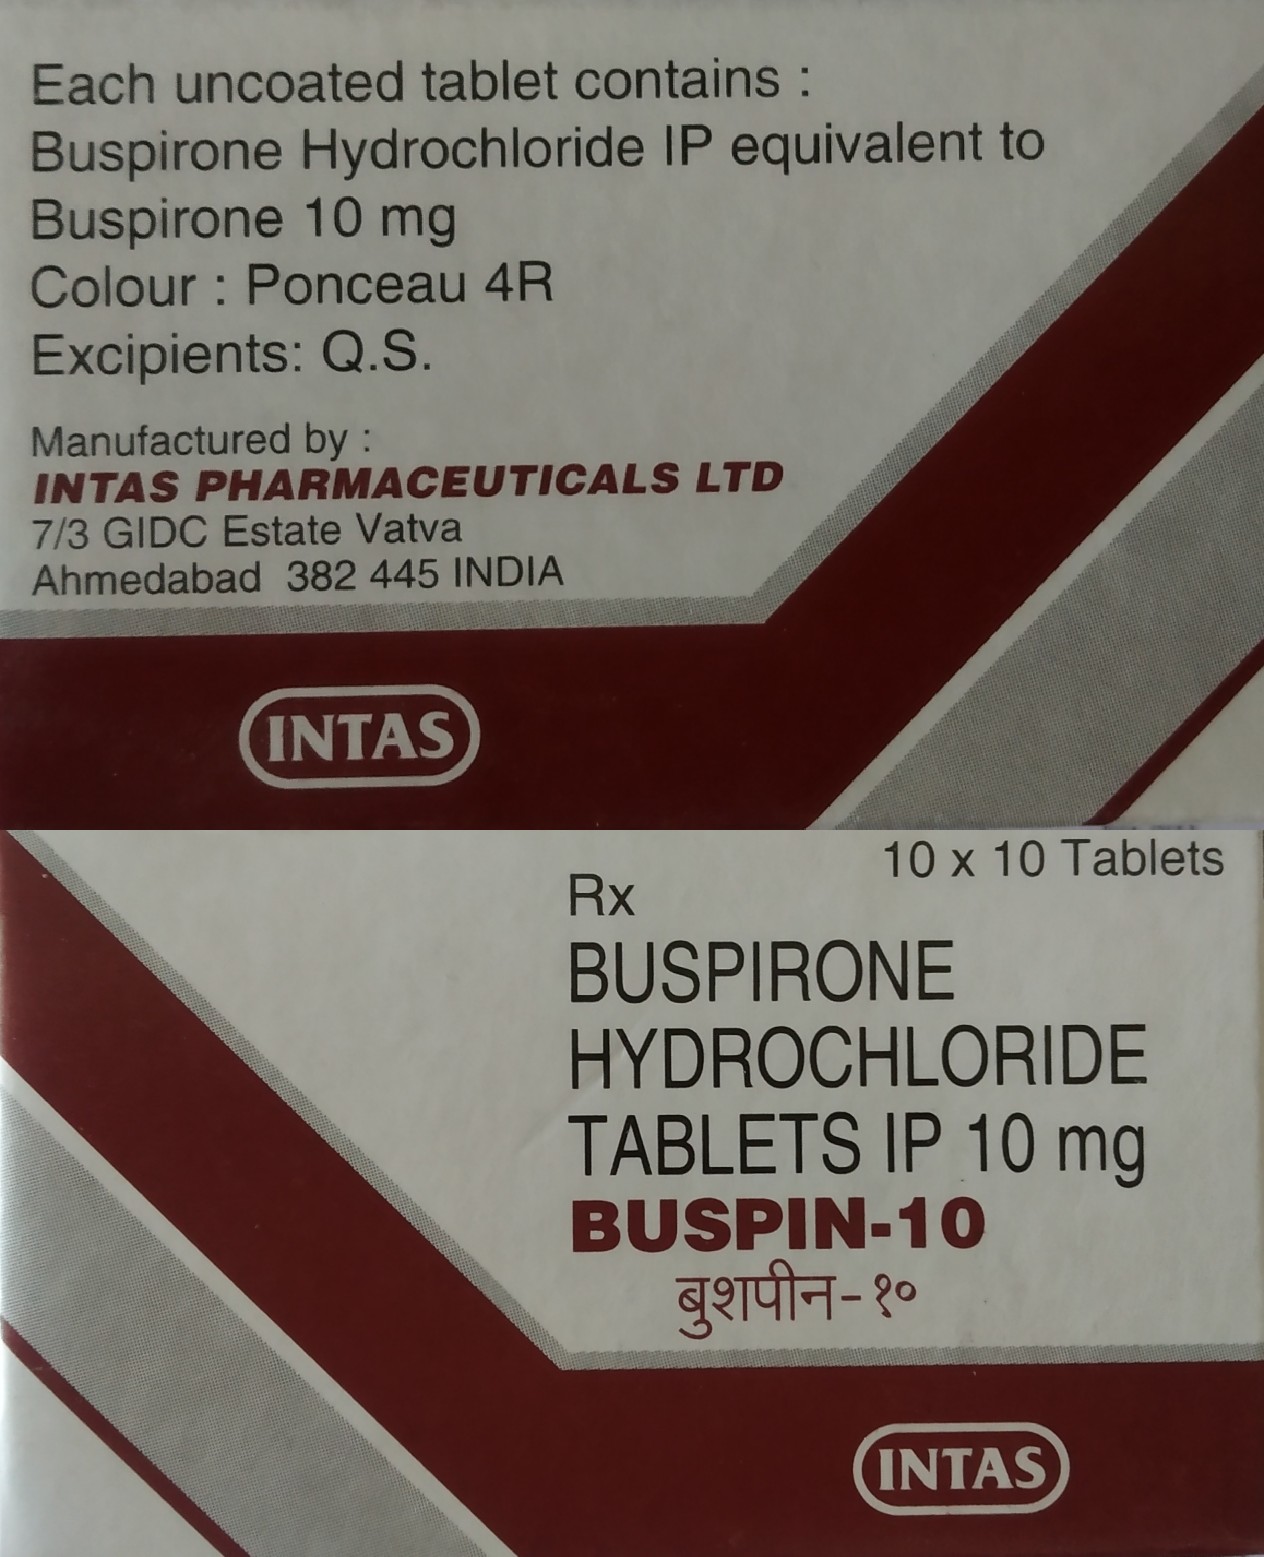 Each uncoated tablet contains :
Buspirone Hydrochloride IP equivalent to
Buspirone 10 mg
Colour : Ponceau 4R
Excipients: Q.S.
Manufactured by :
INTAS PHARMACEUTICALS LTD
7/3 GIDC Estate Vatva
Ahmedabad 382 445 INDIA
INTAS
10 x 10 Tablets
Rx
BUSPIRONE
HYDROCHLORIDE
TABLETS IP 10 mg
BUSPIN-10
बुशपीन-१०
INTAS